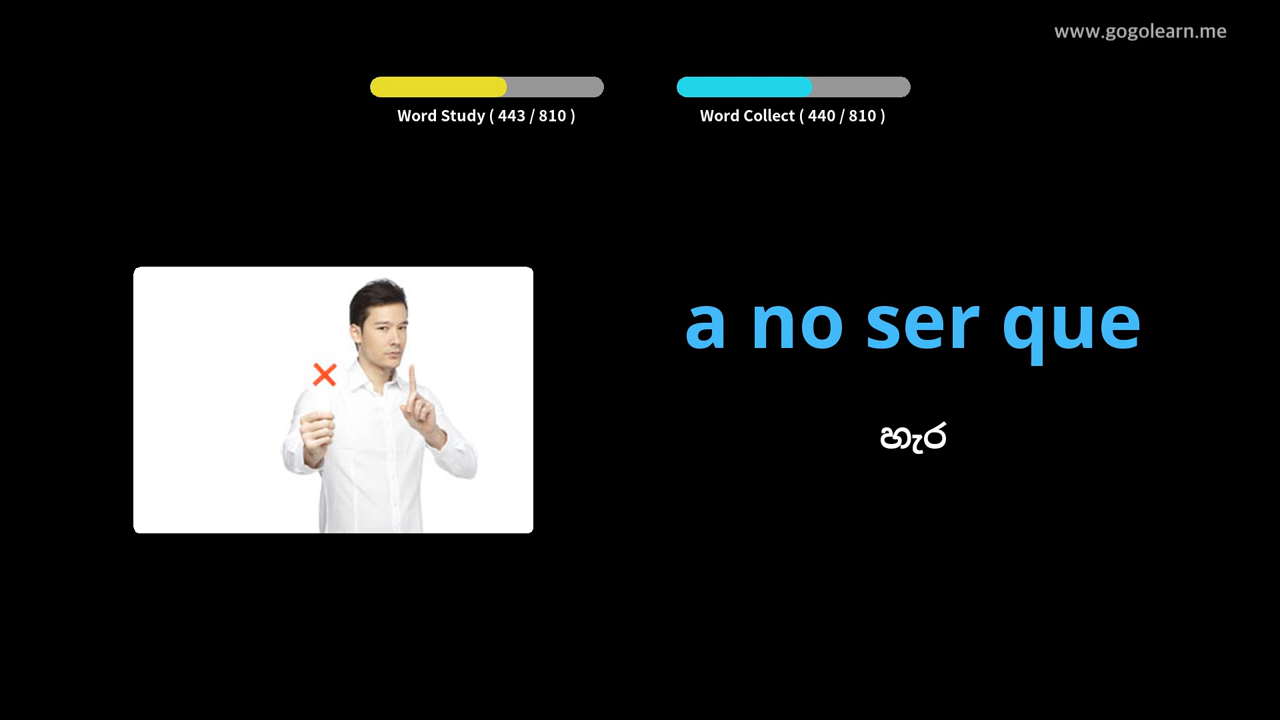 www.gogolearn.me
Word Study ( 443 / 810 )
Word Collect ( 440 / 810 )
a no ser que
හැර